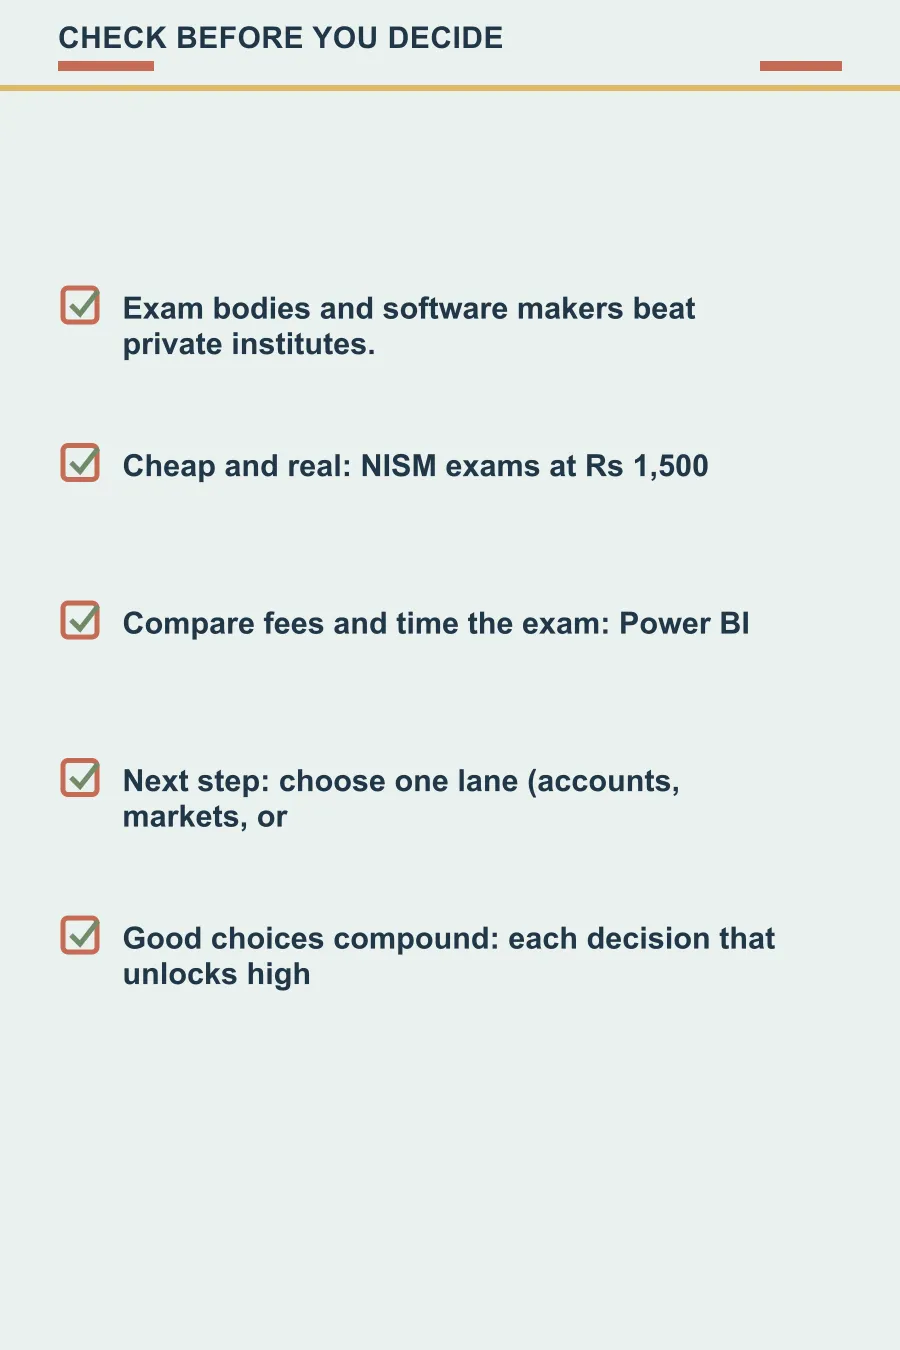 CHECK BEFORE YOU DECIDE
Exam bodies and software makers beat
private institutes.
Cheap and real: NISM exams at Rs 1,500
Compare fees and time the exam: Power BI
Next step: choose one lane (accounts,
markets, or
Good choices compound: each decision that
unlocks high